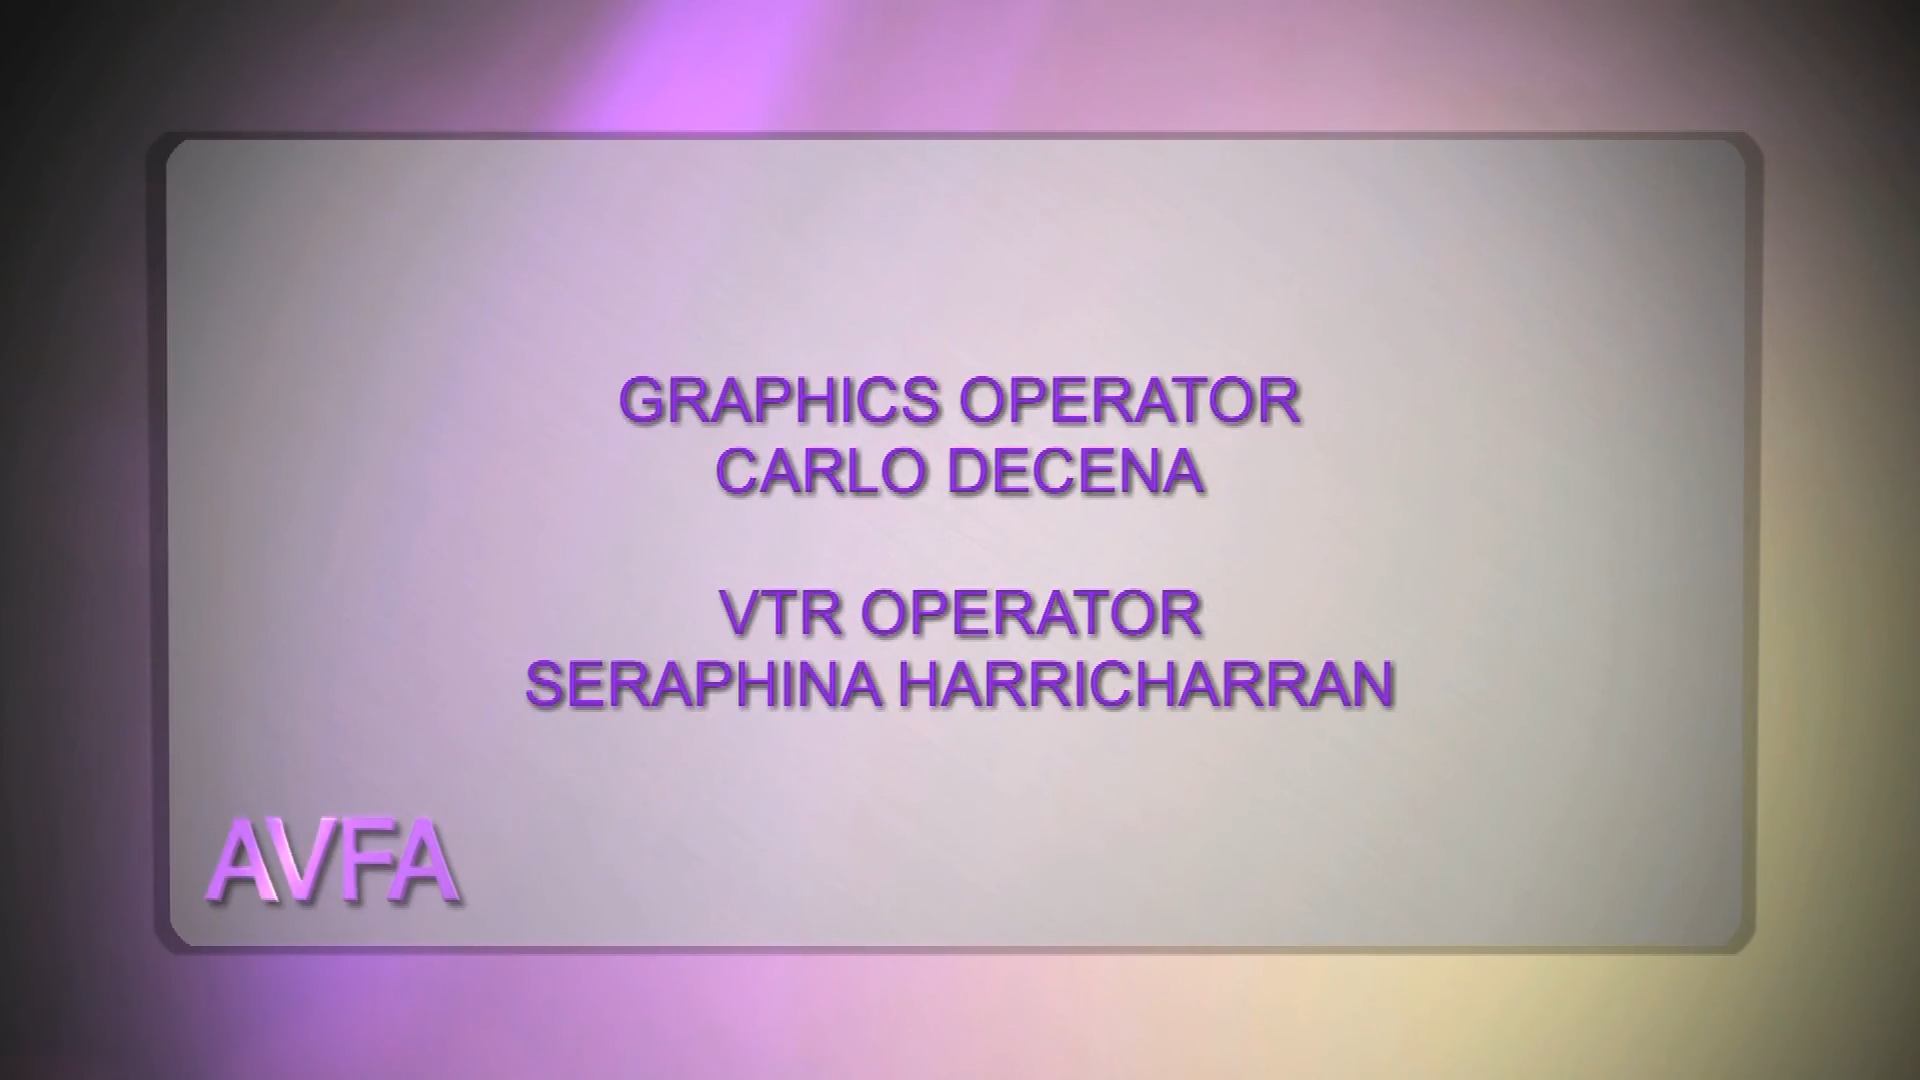 GRAPHICS OPERATOR
CARLO DECENA
VTR OPERATOR
SERAPHINA HARRICHARRAN
AVFA